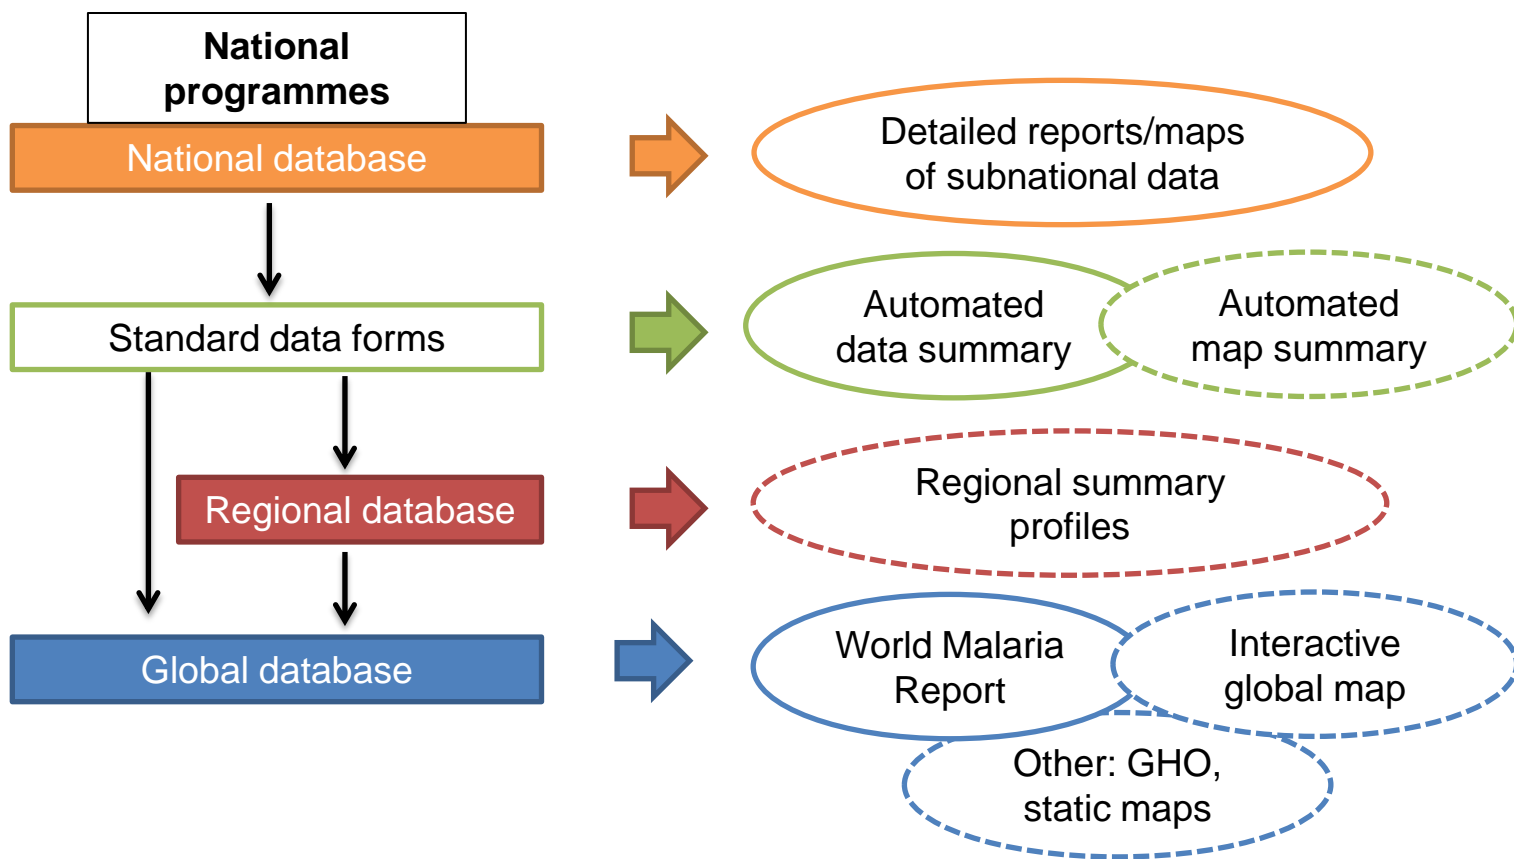 National
programmes
National database
Detailed reports/maps
of subnational data
Standard data forms
Automated
data summary
Automated
map summary
Regional database
Regional summary
profiles
Global database
World Malaria
Report
Interactive
global map
Other: GHO,
static maps